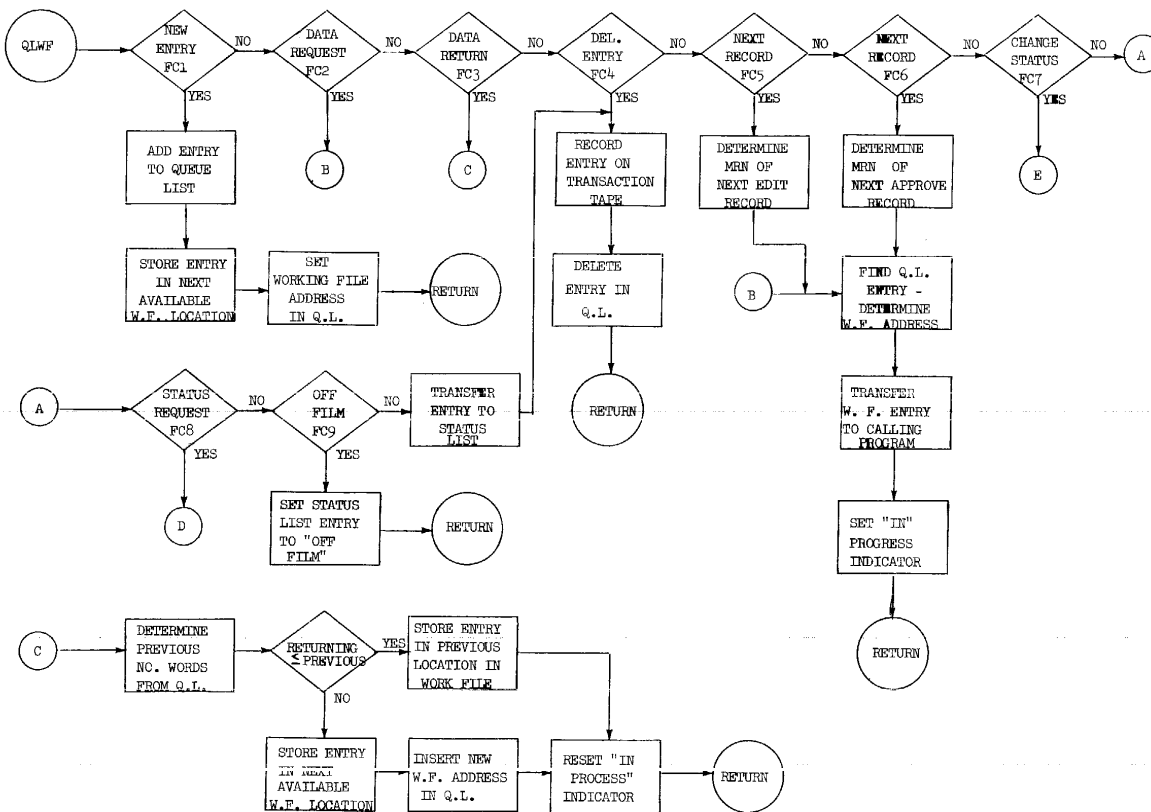 QLWF
NEW
ENTRY
FC1
NO
YES
DATA
REQUEST
FC2
NO
YES
DATA
RETURN
FC3
NO
YES
DEL.
ENTRY
FC4
NO
YES
NEXT
RECORD
FC5
NO
YES
NEXT
RECORD
FC6
NO
YES
CHANGE
STATUS
FC7
NO
YES
A
ADD ENTRY
TO QUEUE
LIST
B
C
RECORD
ENTRY ON
TRANSACTION
TAPE
DETERMINE
MRN OF
NEXT EDIT
RECORD
DETERMINE
MRN OF
NEXT APPROVE
RECORD
E
STORE ENTRY
IN NEXT
AVAILABLE
W.F. LOCATION
SET
WORKING FILE
ADDRESS
IN Q.L.
RETURN
DELETE
ENTRY IN
Q.L.
B
FIND Q.L.
ENTRY -
DETERMINE
W.F. ADDRESS
A
STATUS
REQUEST
FC8
NO
YES
OFF
FILM
FC9
NO
YES
TRANSFER
ENTRY TO
STATUS
LIST
RETURN
TRANSFER
W. F. ENTRY
TO CALLING
PROGRAM
D
SET STATUS
LIST ENTRY
TO "OFF
FILM"
RETURN
SET "IN"
PROGRESS
INDICATOR
RETURN
C
DETERMINE
PREVIOUS
NO. WORDS
FROM Q.L.
RETURNING
≤ PREVIOUS
YES
NO
STORE ENTRY
IN PREVIOUS
LOCATION IN
WORK FILE
STORE ENTRY
IN NEXT
AVAILABLE
W.F. LOCATION
INSERT NEW
W.F. ADDRESS
IN Q.L.
RESET "IN
PROCESS"
INDICATOR
RETURN